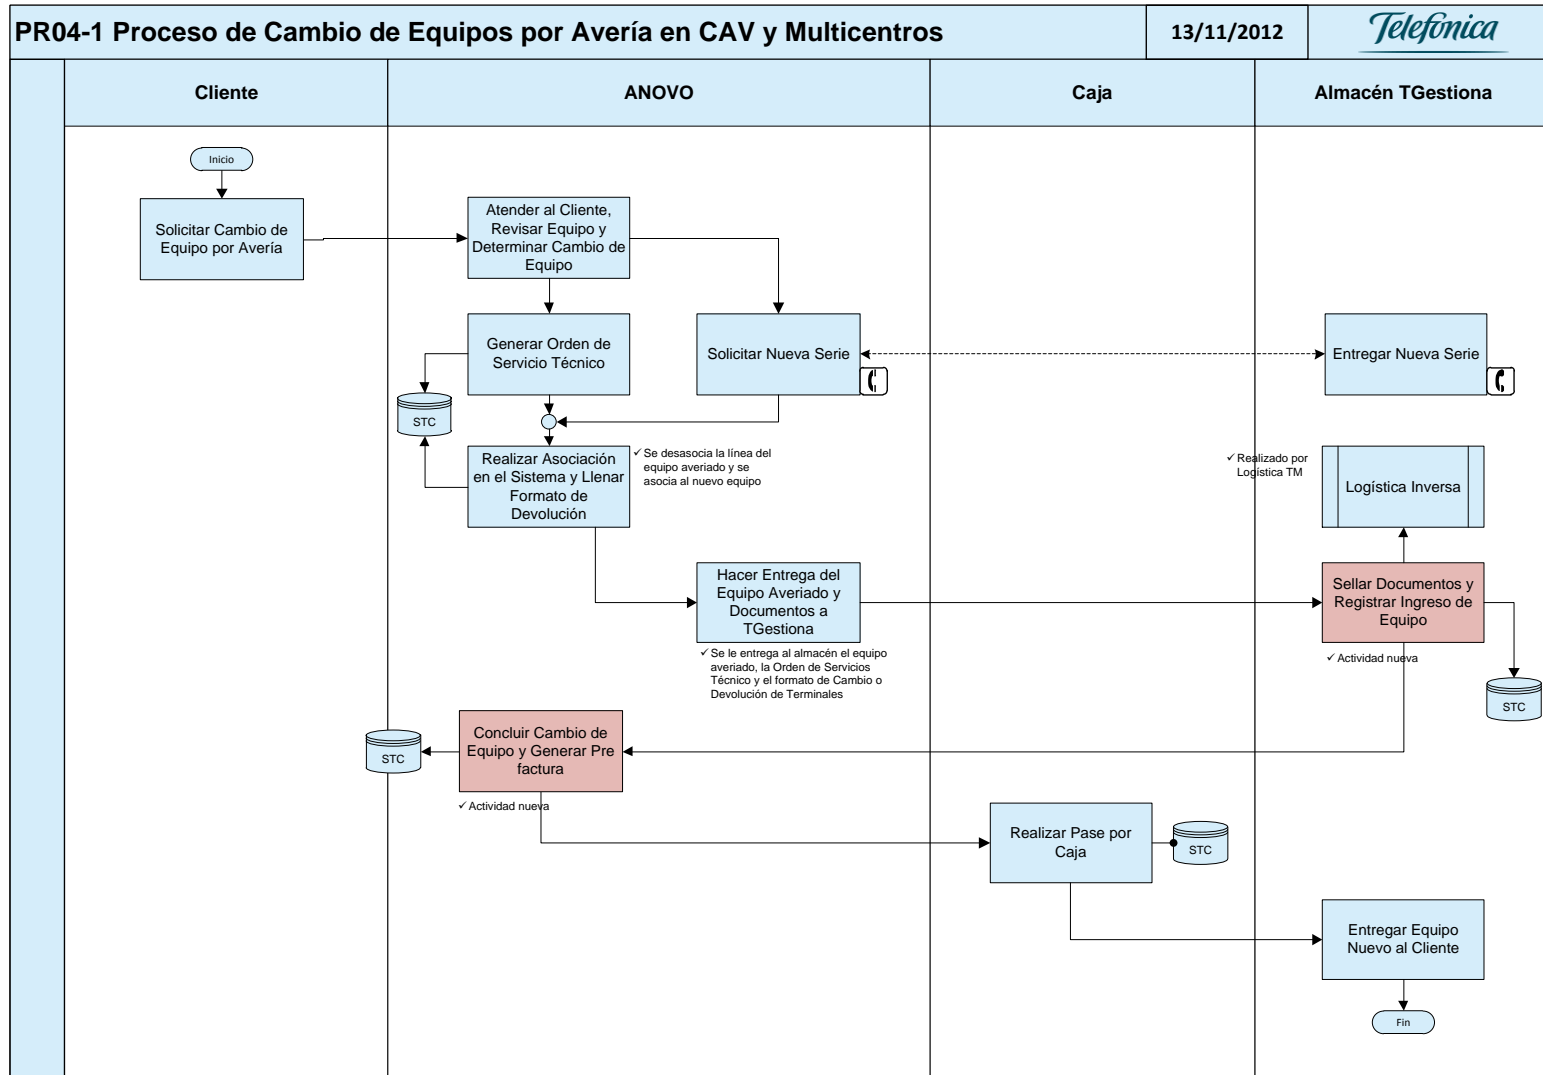 PR04-1 Proceso de Cambio de Equipos por Avería en CAV y Multicentros
13/11/2012
Telefónica
Cliente
ANOVO
Caja
Almacén TGestiona
Inicio
Solicitar Cambio de
Equipo por Avería
Atender al Cliente,
Revisar Equipo y
Determinar Cambio de
Equipo
Generar Orden de
Servicio Técnico
Solicitar Nueva Serie
Entregar Nueva Serie
STC
Realizar Asociación
en el Sistema y Llenar
Formato de
Devolución
✓ Se desasocia la línea del
equipo averiado y se
asocia al nuevo equipo
✓ Realizado por
Logística TM
Logística Inversa
Hacer Entrega del
Equipo Averiado y
Documentos a
TGestiona
✓ Se le entrega al almacén el equipo
averiado, la Orden de Servicios
Técnico y el formato de Cambio o
Devolución de Terminales
Sellar Documentos y
Registrar Ingreso de
Equipo
✓ Actividad nueva
STC
Concluir Cambio de
Equipo y Generar Pre
factura
STC
✓ Actividad nueva
Realizar Pase por
Caja
STC
Entregar Equipo
Nuevo al Cliente
Fin